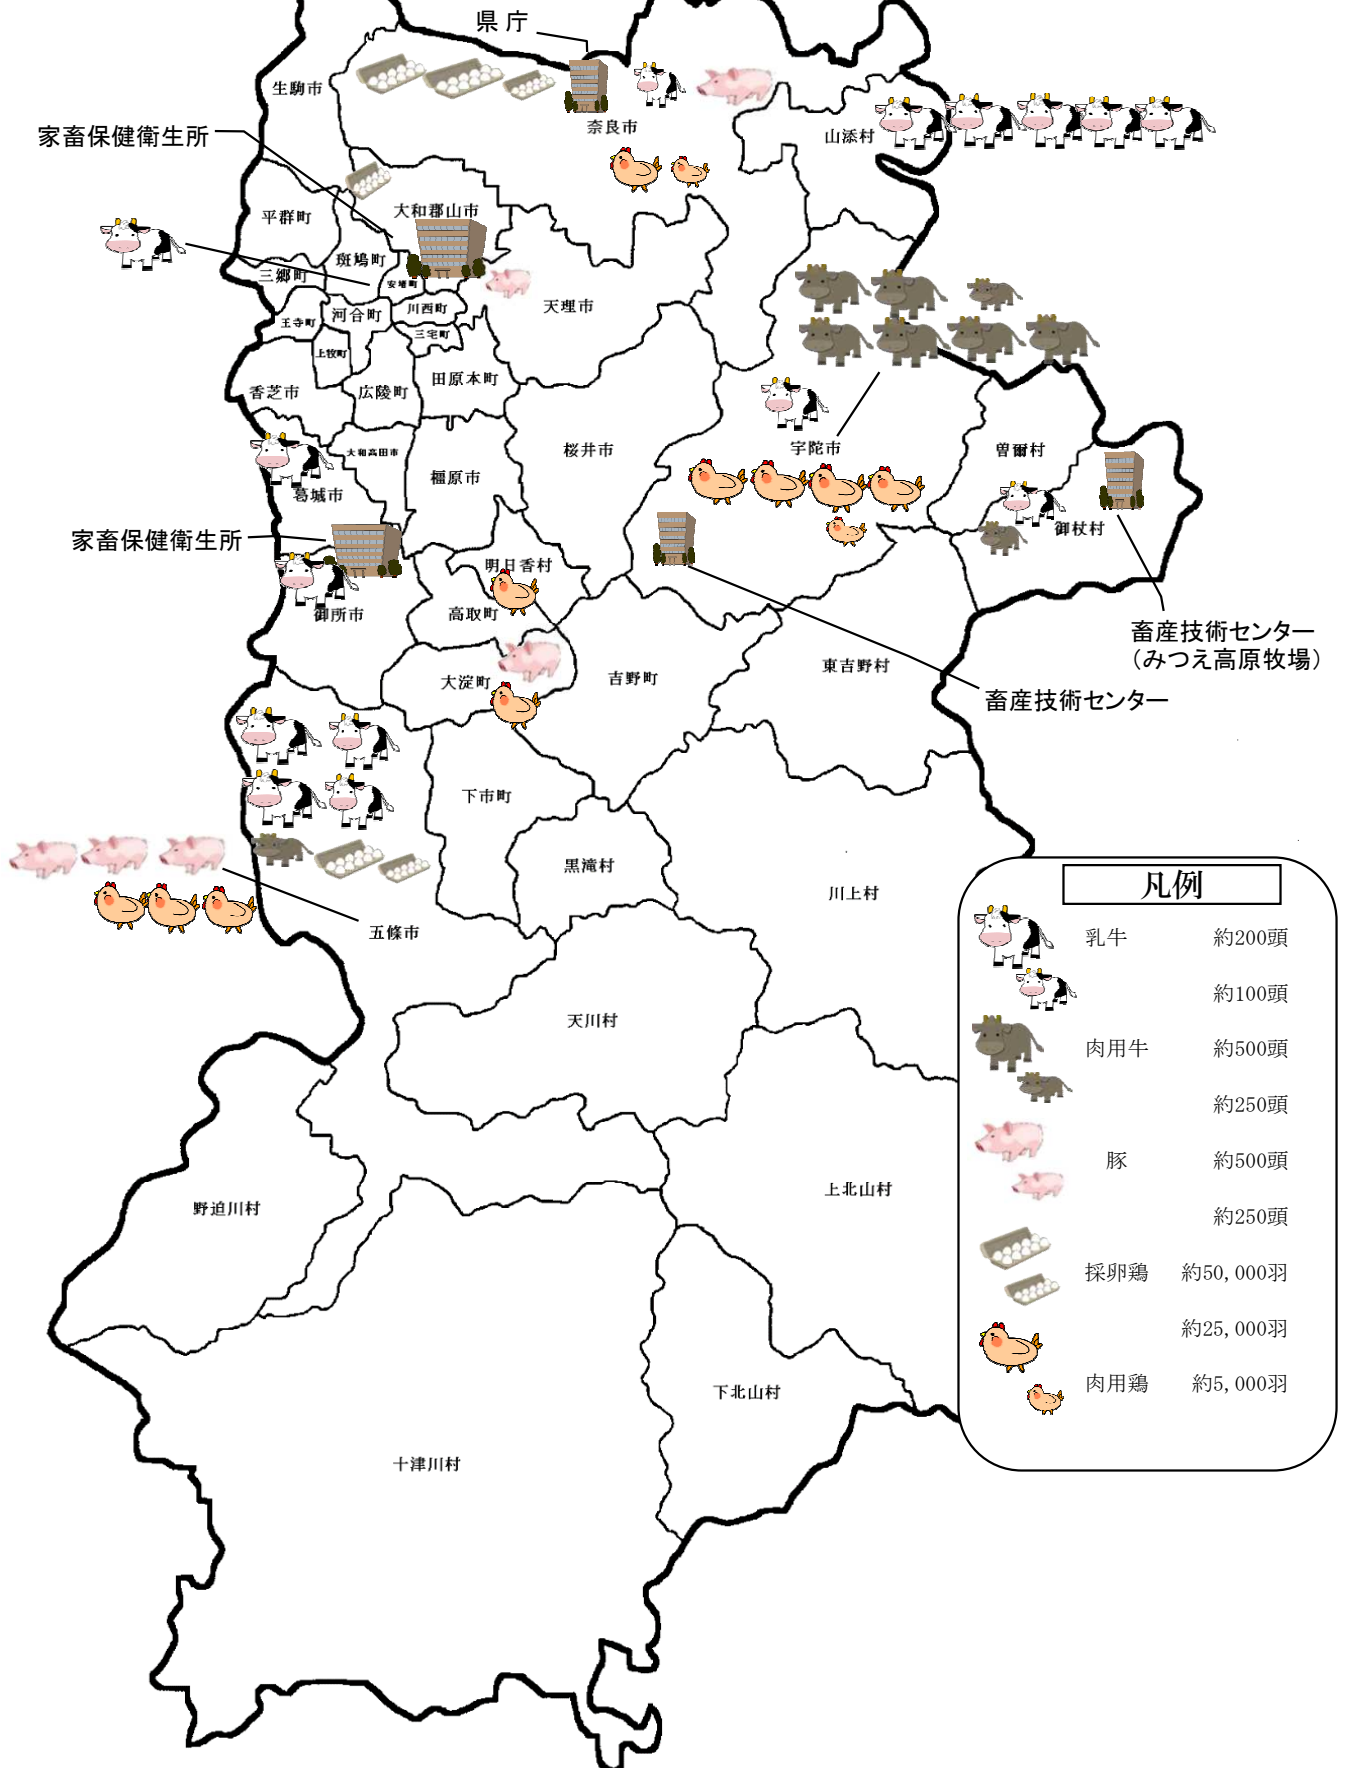 県庁
生駒市
奈良市
山添村
家畜保健衛生所
平群町
大和郡山市
斑鳩町
三郷町
安堵町
天理市
王寺町
河合町
川西町
三宅町
上牧町
香芝市
広陵町
田原本町
大和高田市
橿原市
桜井市
宇陀市
曽爾村
葛城市
御杖村
家畜保健衛生所
明日香村
御所市
高取町
畜産技術センター
(みつえ高原牧場)
大淀町
吉野町
東吉野村
畜産技術センター
下市町
黒滝村
川上村
五條市
天川村
野迫川村
上北山村
下北山村
十津川村
凡例
乳牛 約200頭
約100頭
肉用牛 約500頭
約250頭
豚 約500頭
約250頭
採卵鶏 約50,000羽
約25,000羽
肉用鶏 約5,000羽